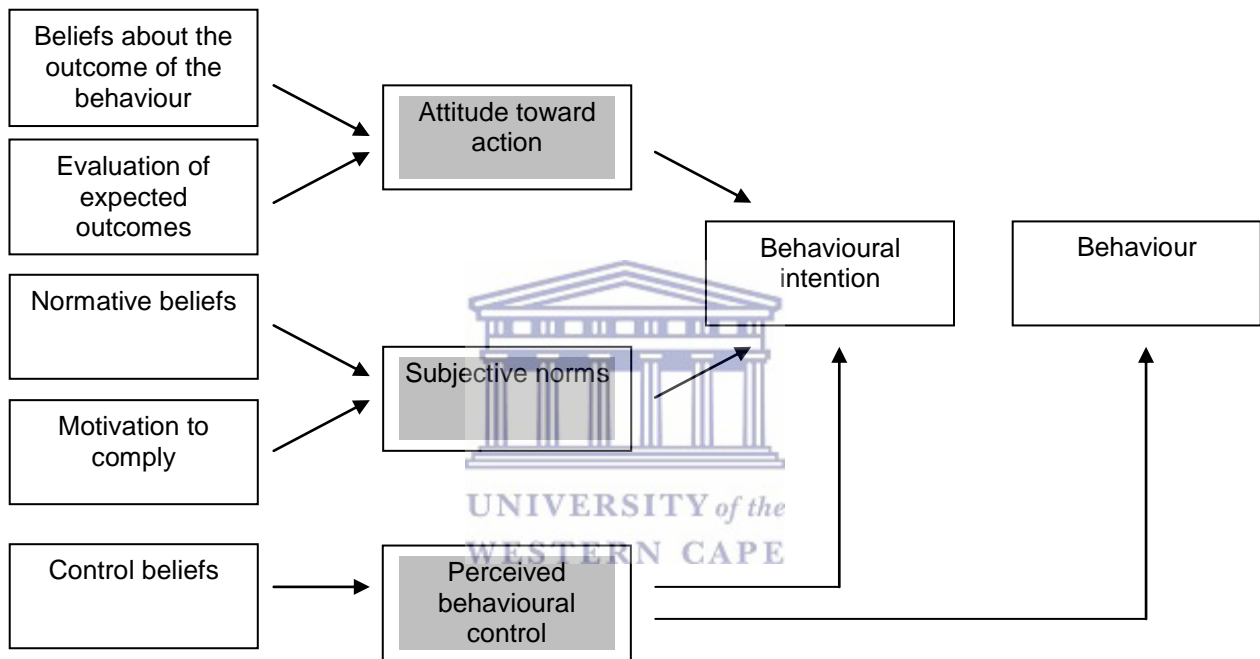 Beliefs about the
outcome of the
behaviour
Evaluation of
expected
outcomes
Normative beliefs
Motivation to
comply
Control beliefs
Attitude toward
action
Subjective norms
Perceived
behavioural
control
Behavioural
intention
Behaviour
UNIVERSITY of the
WESTERN CAPE